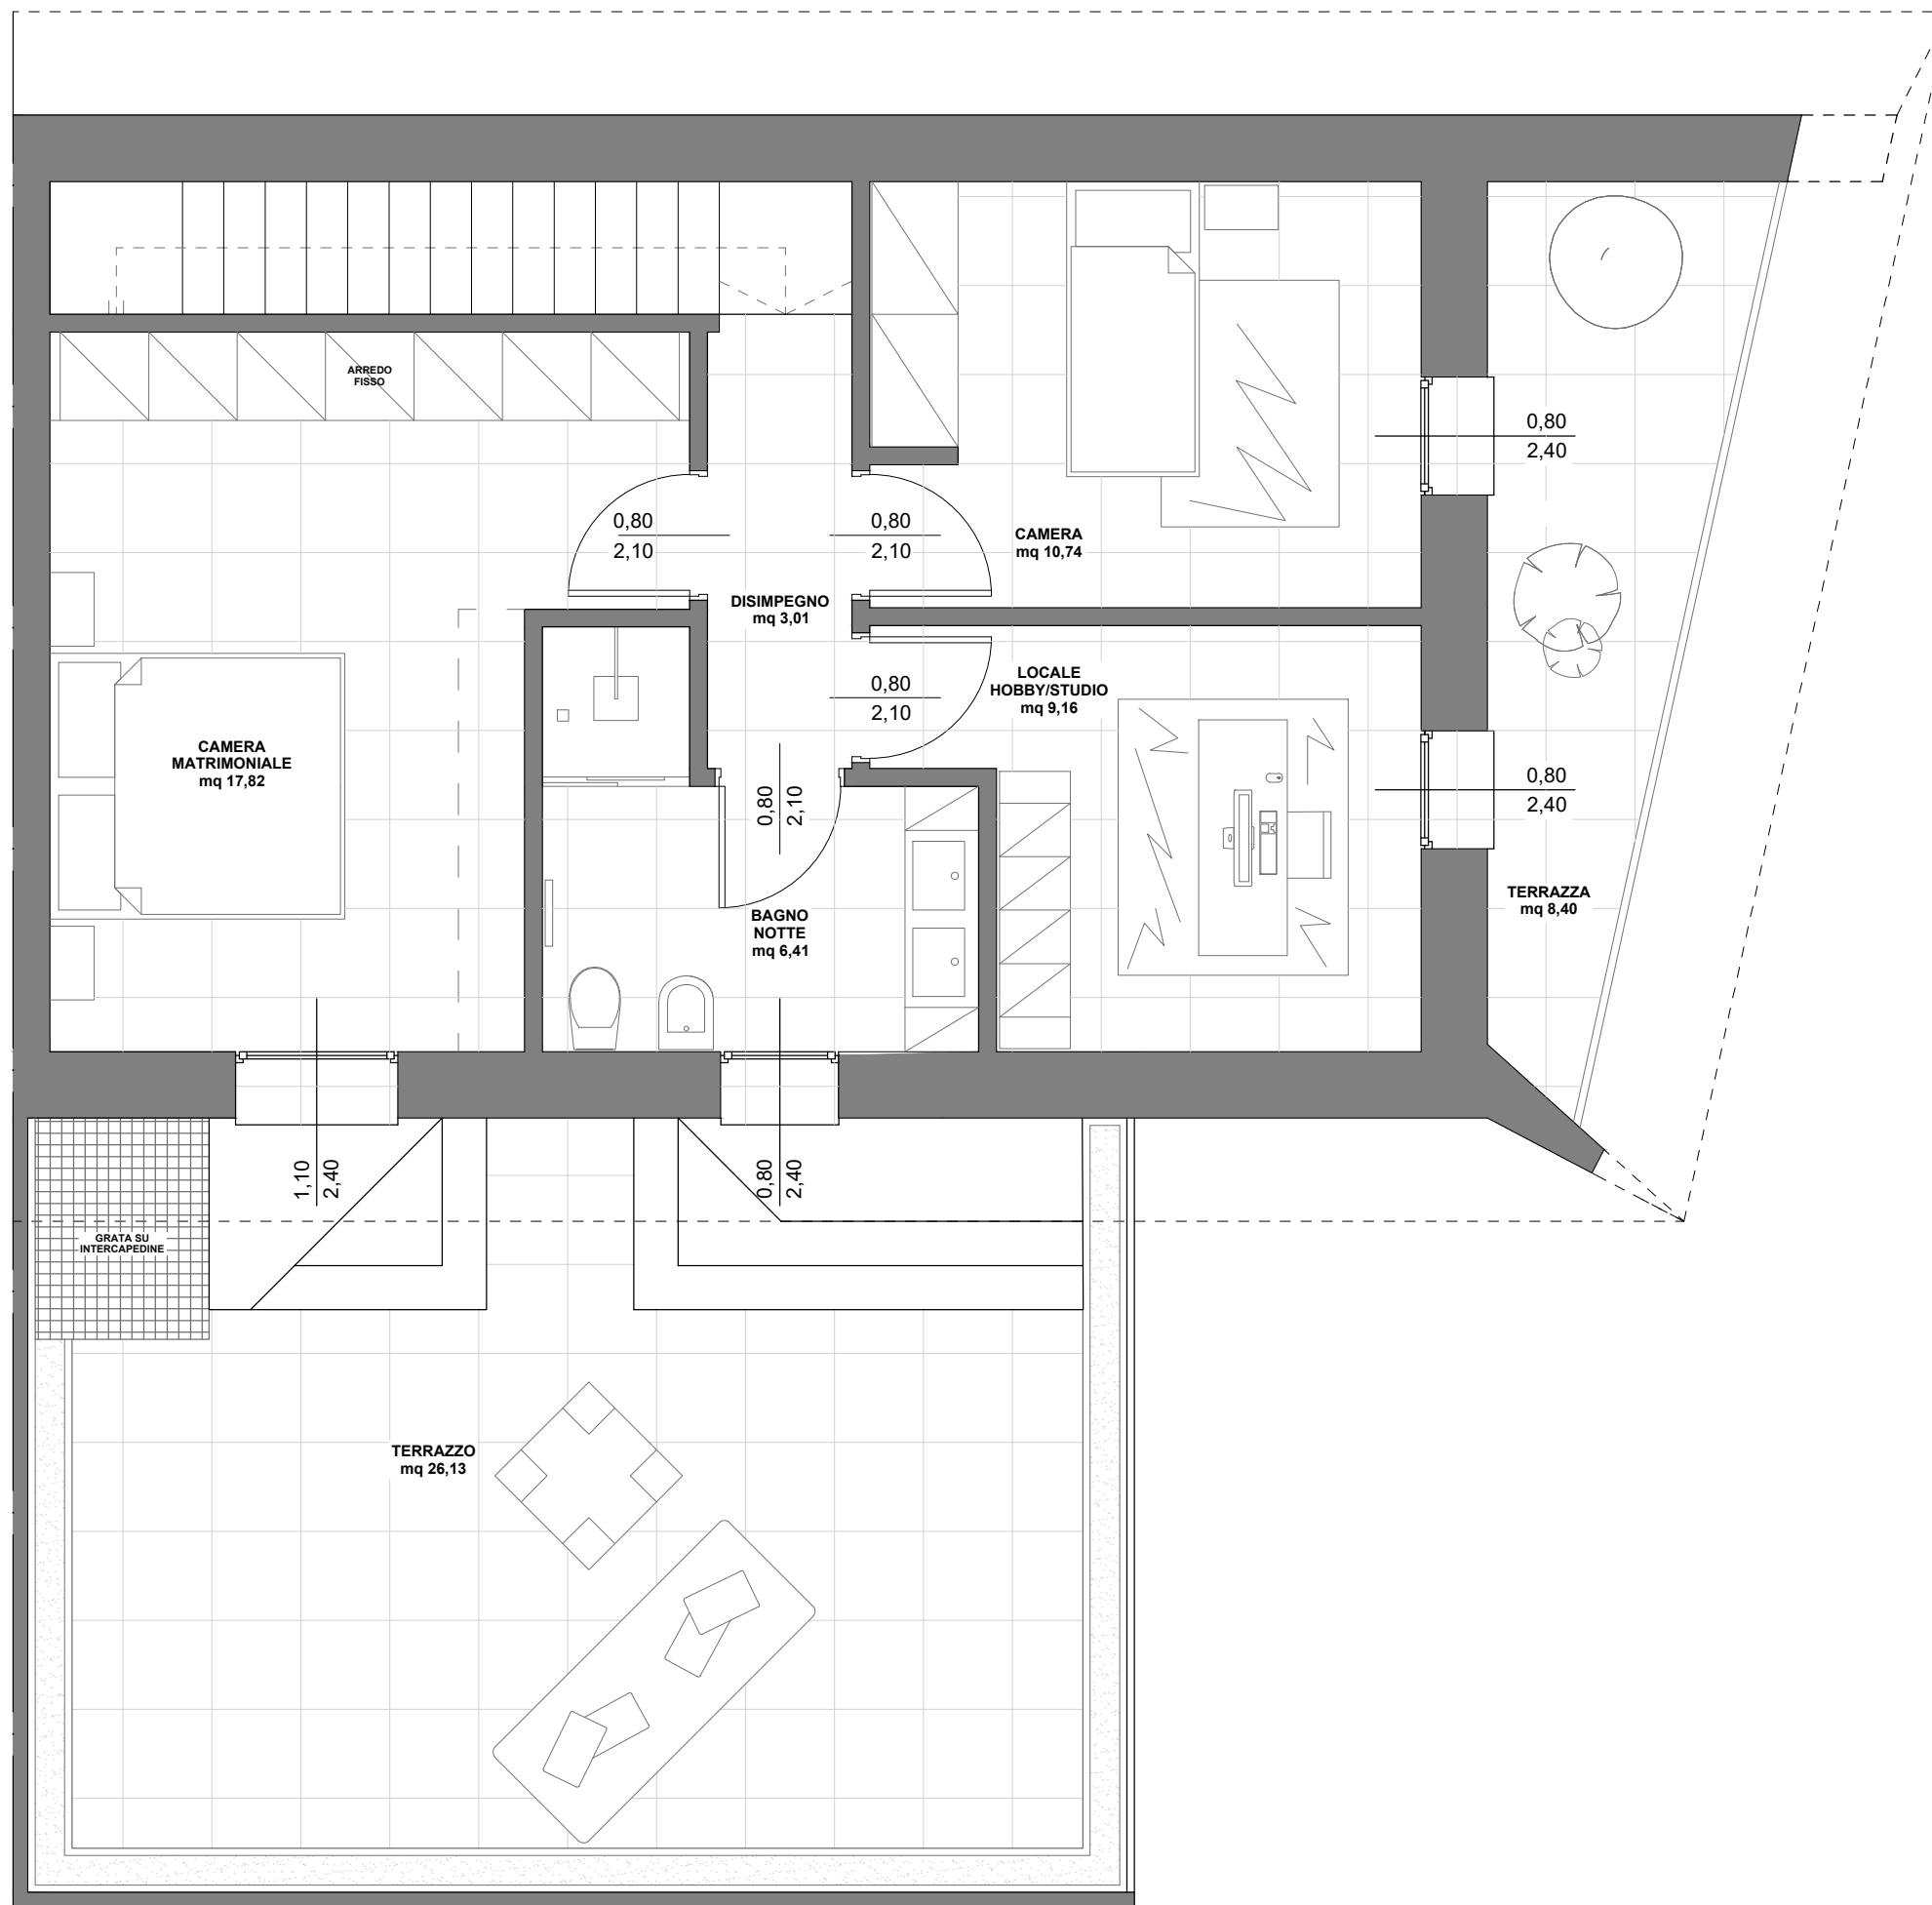 ARREDO
FISSO
0,80
2,40
0,80
2,10
0,80
2,10
CAMERA
mq 10,74
DISIMPEGNO
mq 3,01
LOCALE
HOBBY/STUDIO
mq 9,16
0,80
2,10
CAMERA
MATRIMONIALE
mq 17,82
0,80
2,10
0,80
2,40
TERRAZZA
mq 8,40
BAGNO
NOTTE
mq 6,41
1,10
2,40
0,80
2,40
GRATA SU
INTERCAPEDINE
TERRAZZO
mq 26,13